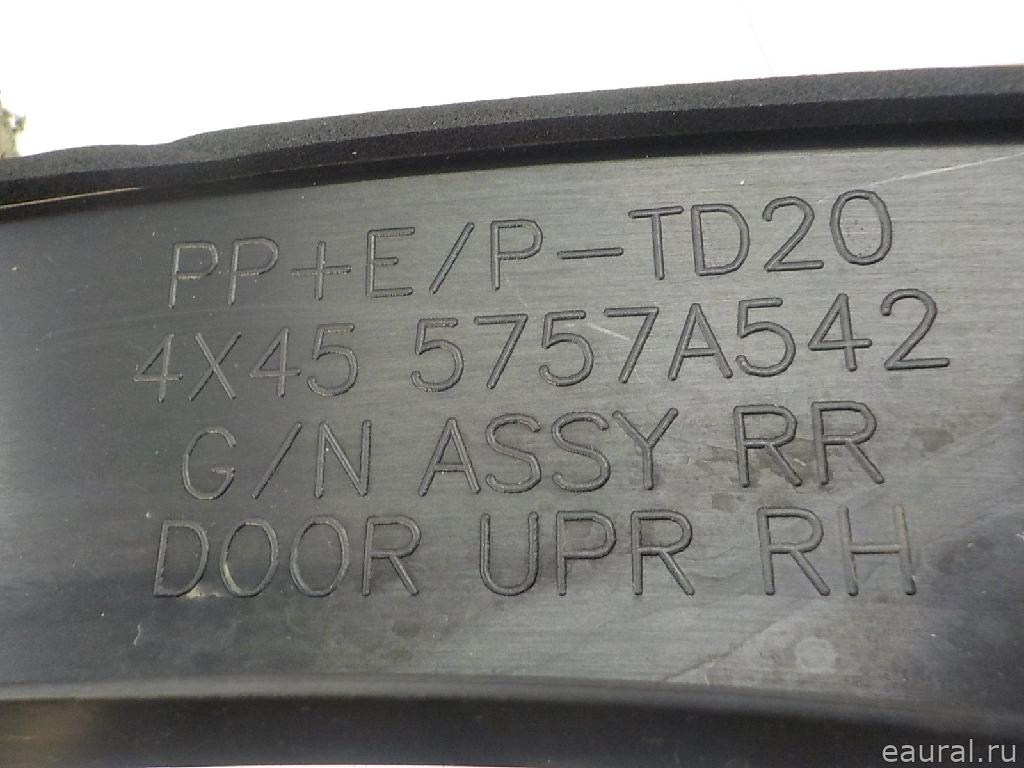 PP+E/P-TD20
4X45 5757A542
G/N ASSY RR
DOOR UPR RH
eaural.ru